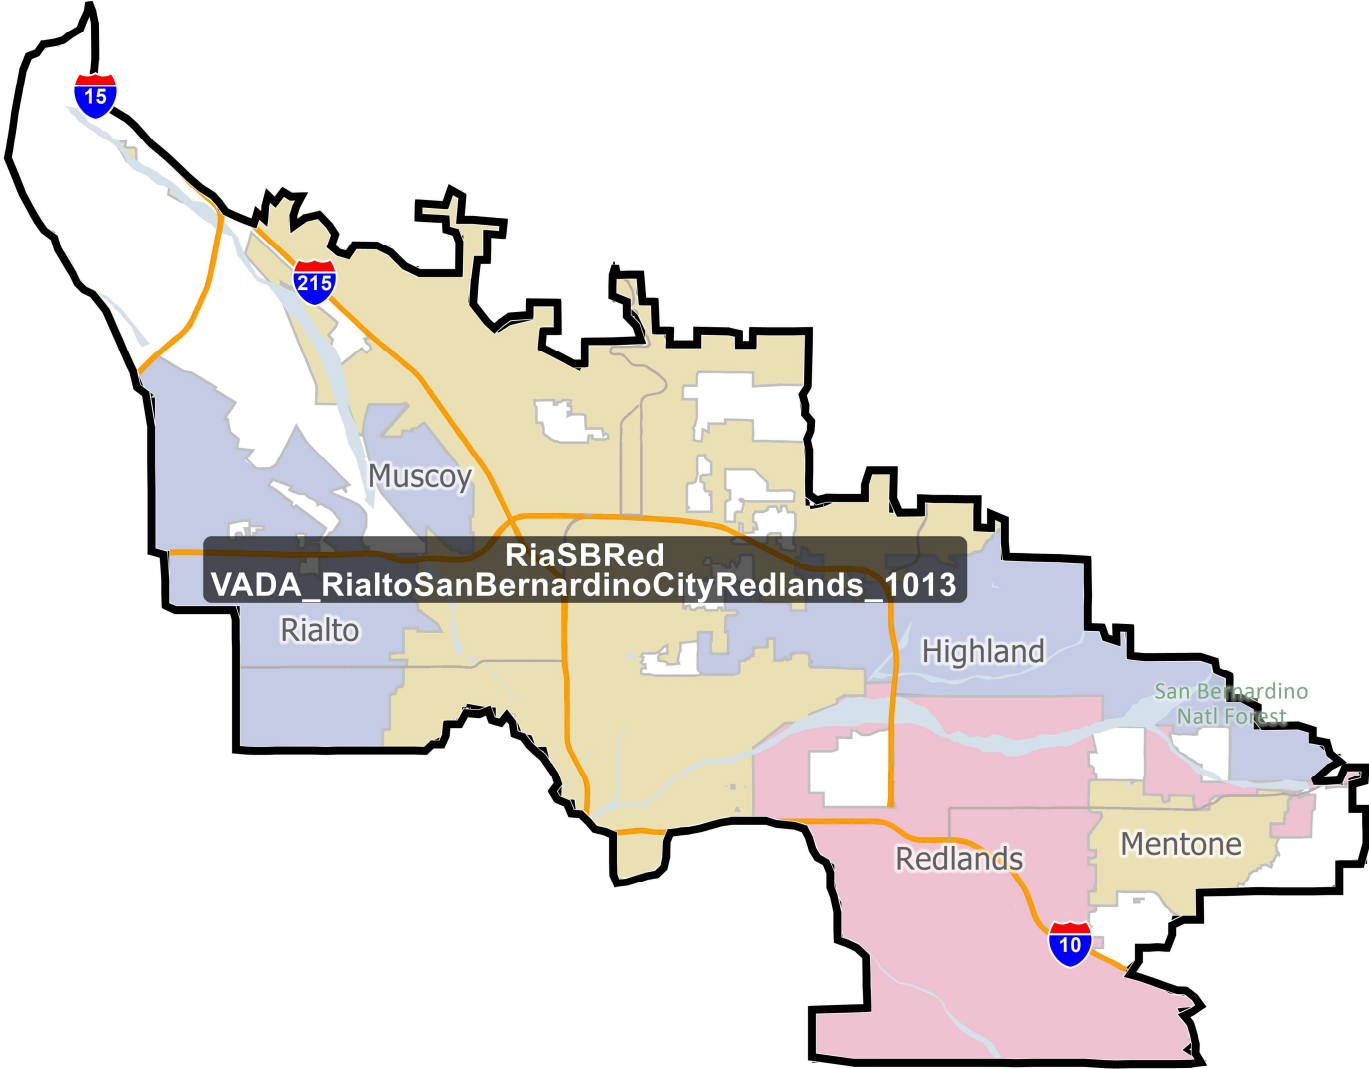 15
215
Muscoy
RiaSBRed
VADA_RialtoSanBernardinoCityRedlands_1013
Rialto
Highland
San Bernardino
Natl Forest
Mentone
Redlands
10